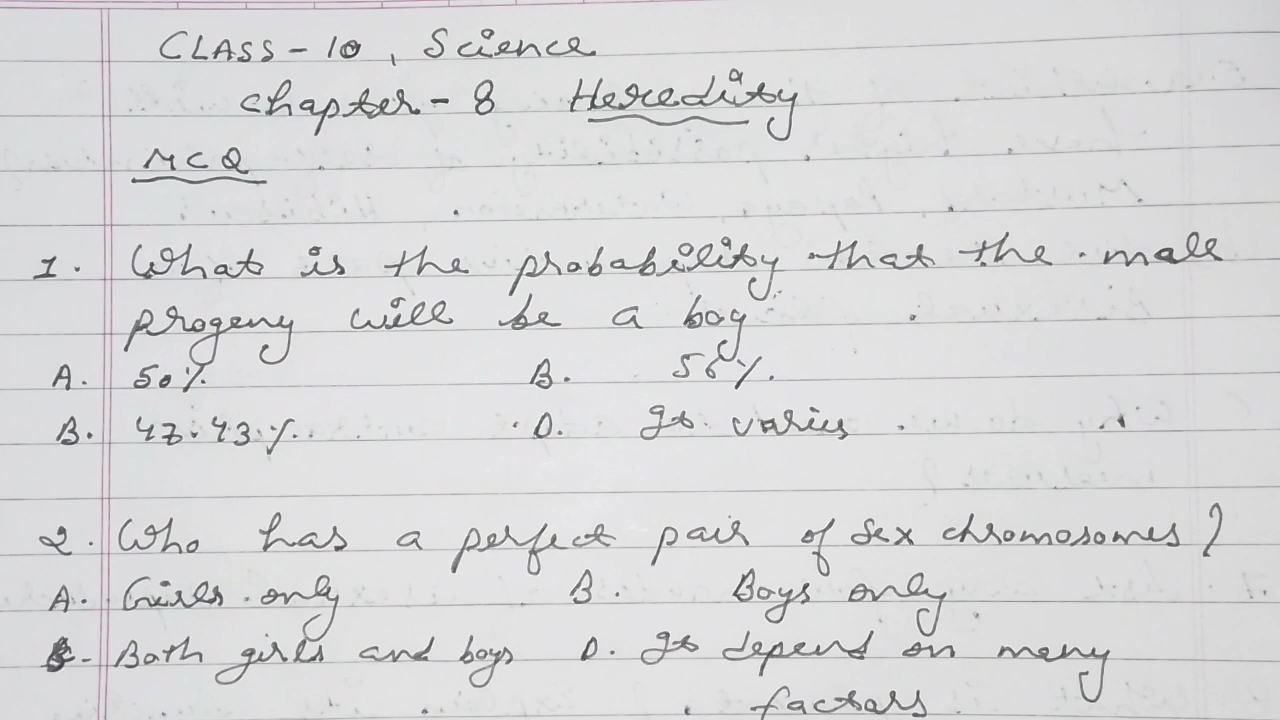 CLASS - 10, Science
Chapter - 8 Heredity
MCQ
1. What is the probability that the male
progeny will be a boy
A. 50% B. 56%.
B. 47.43.%. D. It varies
2. Who has a perfect pair of sex chromosomes?
A. Girls only B. Boys only
- Both girls and boys D. It depend on many
factors